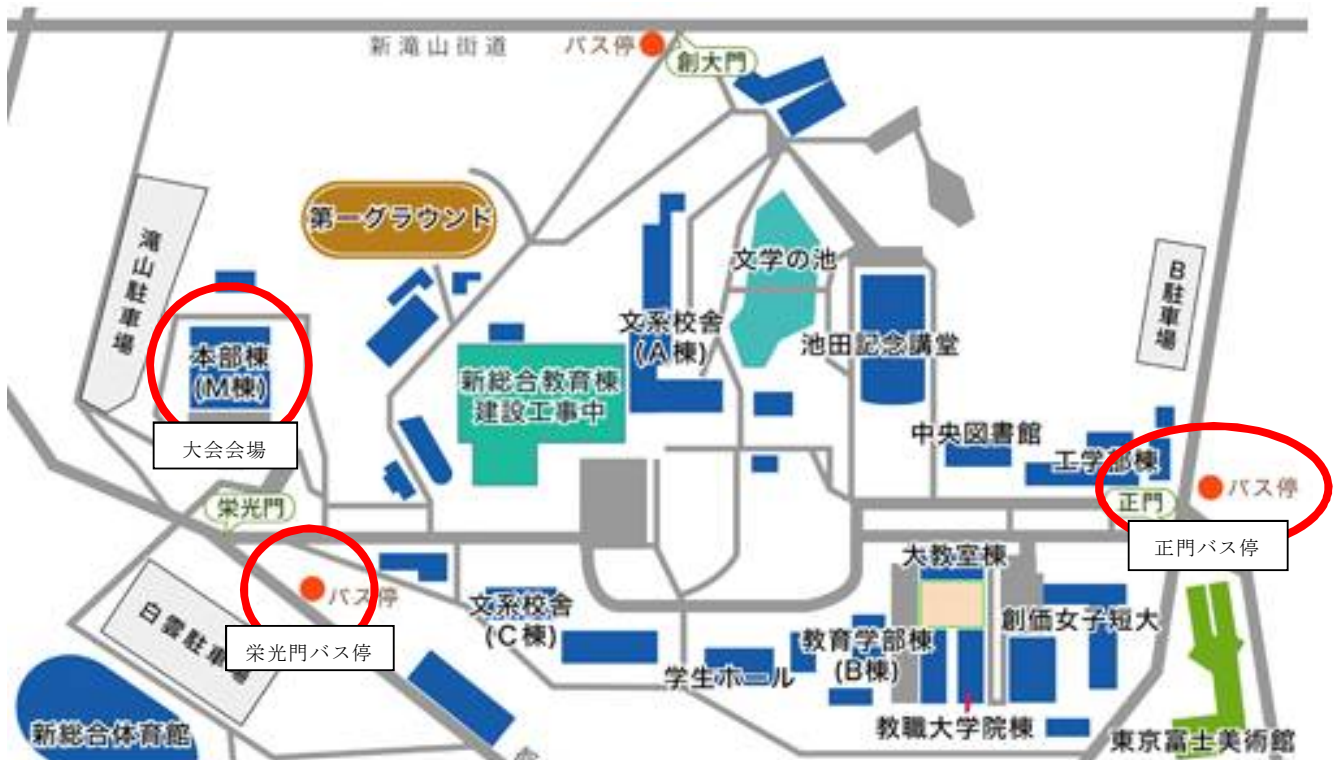 新滝山街道
バス停
創大門
第一グラウンド
滝山駐車場
文学の池
B駐車場
文系校舎
(A棟)
池田記念講堂
本部棟
(M棟)
新総合教育棟
建設工事中
大会会場
中央図書館
工学部棟
バス停
栄光門
正門
正門バス停
大教室棟
バス停
文系校舎
(C棟)
創価女子短大
白雲駐車場
栄光門バス停
教育学部棟
(B棟)
学生ホール
教職大学院棟
新総合体育館
東京富士美術館